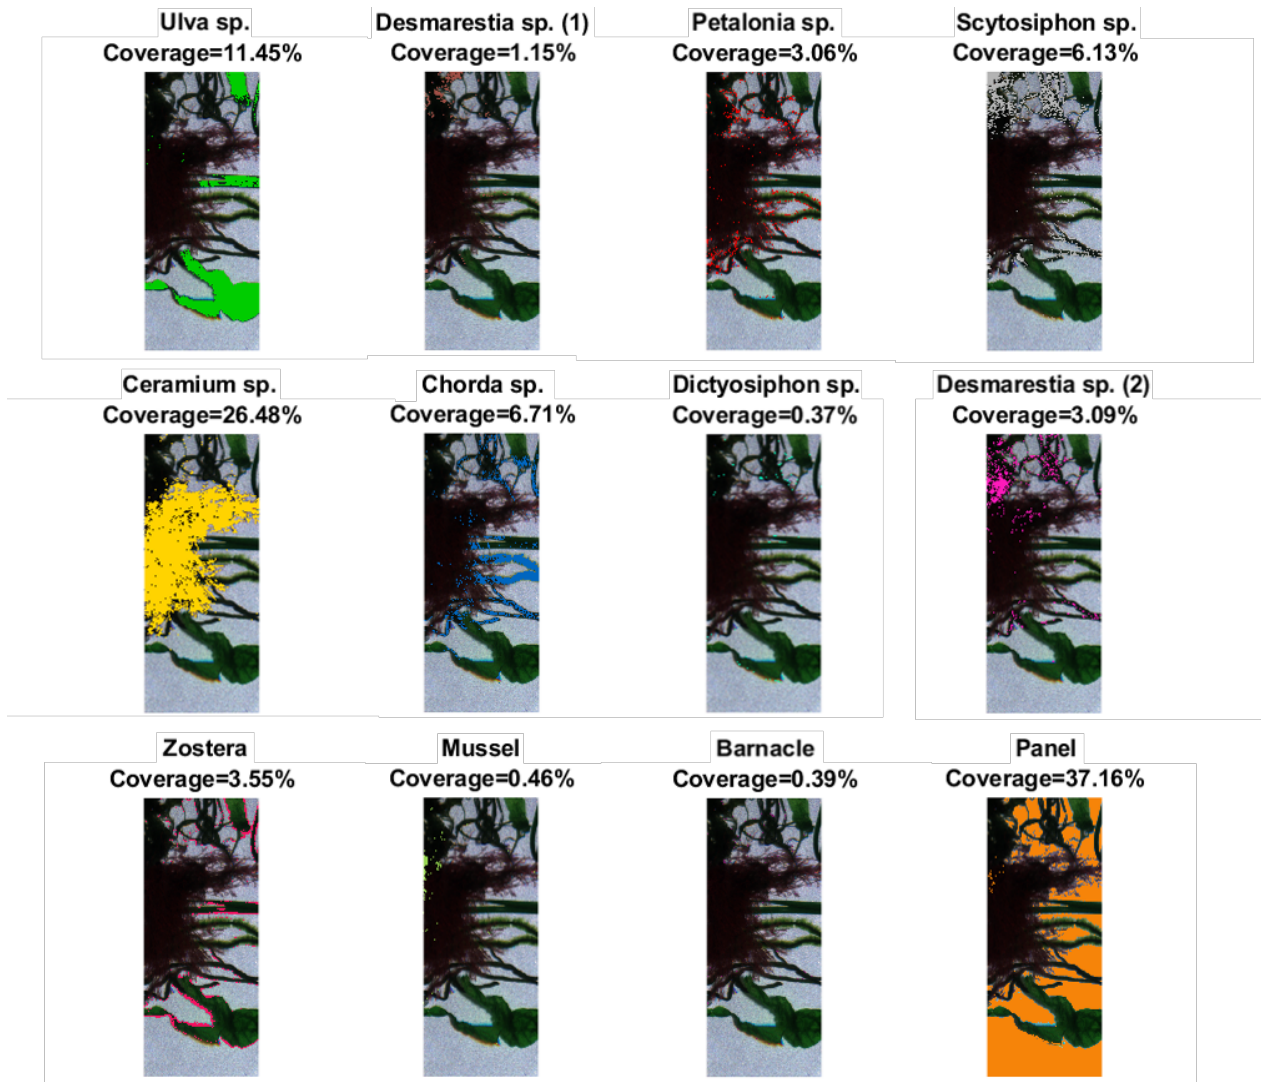 Ulva sp.
Coverage=11.45%
Desmarestia sp. (1)
Coverage=1.15%
Petalonia sp.
Coverage=3.06%
Scytosiphon sp.
Coverage=6.13%
Ceramium sp.
Coverage=26.48%
Chorda sp.
Coverage=6.71%
Dictyosiphon sp.
Coverage=0.37%
Desmarestia sp. (2)
Coverage=3.09%
Zostera
Coverage=3.55%
Mussel
Coverage=0.46%
Barnacle
Coverage=0.39%
Panel
Coverage=37.16%